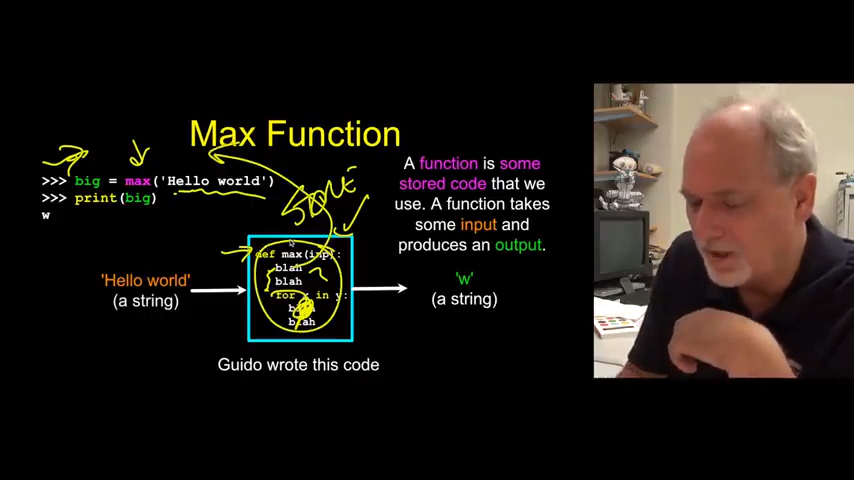 Max Function
>>> big = max('Hello world')
>>> print(big)
w
A function is some
stored code that we
use. A function takes
some input and
produces an output.
'Hello world'
(a string)
def max(inp):
blah
blah
for x in y:
blah
blah
'w'
(a string)
Guido wrote this code